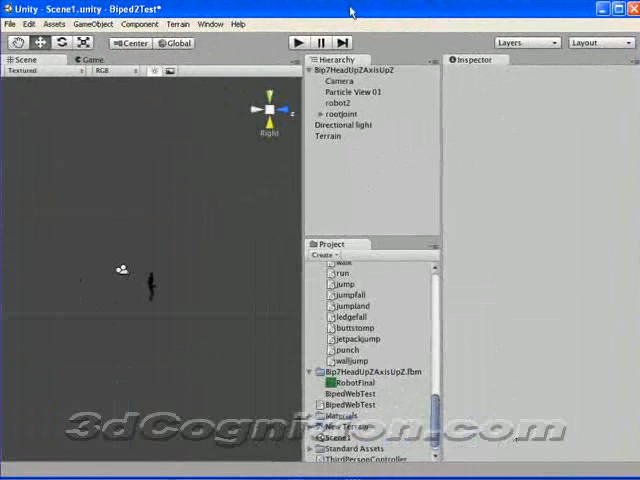 Unity - Scene1.unity - Biped2Test*
File Edit Assets GameObject Component Terrain Window Help
Center Global Layers Layout
Scene Game
Textured RGB
Right
z
Hierarchy
Bip7HeadUpZAxisUpZ
Camera
Particle View 01
robot2
rootJoint
Directional light
Terrain
Inspector
Project
Create
walk
run
jump
jumpfall
jumpland
ledgefall
buttstomp
jetpackjump
punch
walljump
Bip7HeadUpZAxisUpZ.fbm
RobotFinal
BipedWebTest
BipedWebTest
Materials
New Terrain
Scene1
Standard Assets
ThirdPersonController
3dCognition.com